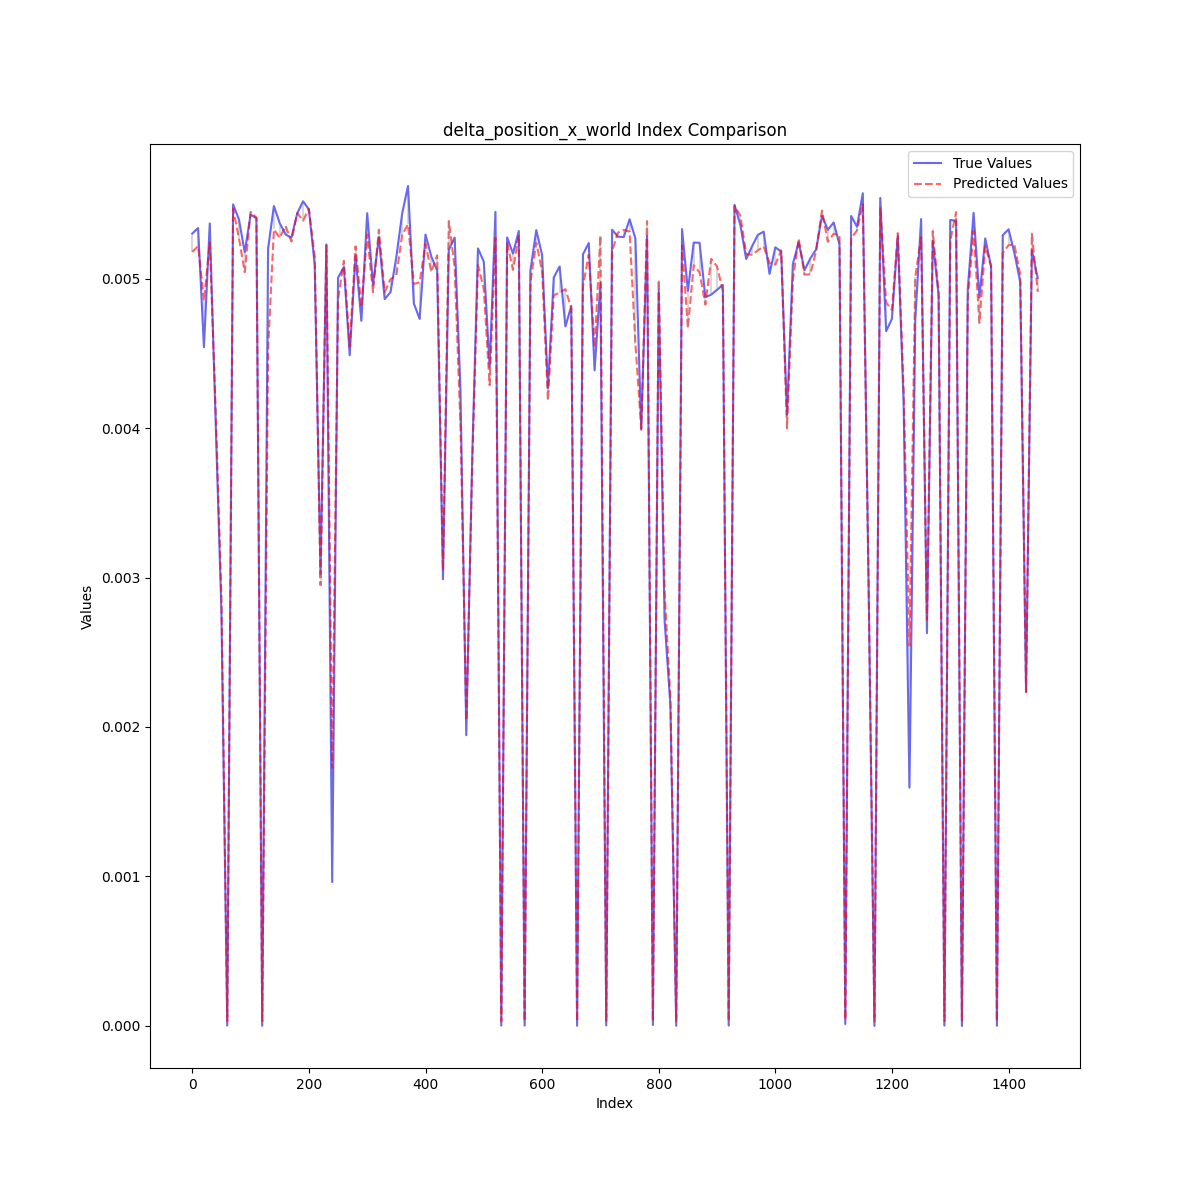 delta_position_x_world Index Comparison
True Values
Predicted Values
Values
0.005
0.004
0.003
0.002
0.001
0.000
0 200 400 600 800 1000 1200 1400
Index